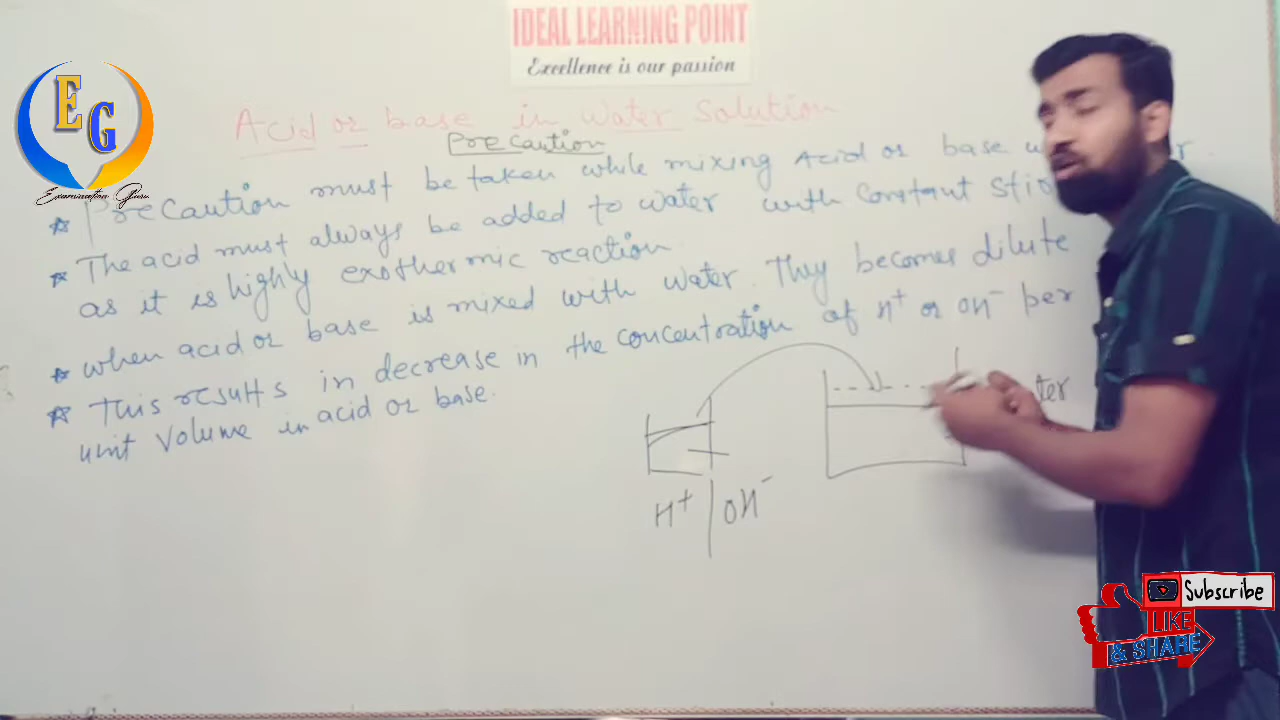 IDEAL LEARNING POINT
Excellence is our passion
EG
Examination Guru
Acid or base in water solution
Precaution
* Precaution must be taken while mixing Acid or base
* The acid must always be added to water with constant
as it is highly exothermic reaction
* when acid or base is mixed with water. They becomes dilute
* This results in decrease in the concentration of H+ or OH- per
unit volume in acid or base.
H+ | OH-
Subscribe
LIKE
& SHARE